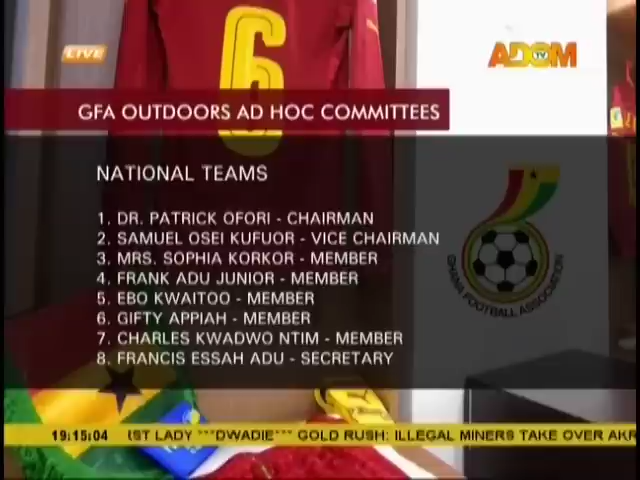 LIVE
ADOM TV
6
GFA OUTDOORS AD HOC COMMITTEES
NATIONAL TEAMS
1. DR. PATRICK OFORI - CHAIRMAN
2. SAMUEL OSEI KUFUOR - VICE CHAIRMAN
3. MRS. SOPHIA KORKOR - MEMBER
4. FRANK ADU JUNIOR - MEMBER
5. EBO KWAITOO - MEMBER
6. GIFTY APPIAH - MEMBER
7. CHARLES KWADWO NTIM - MEMBER
8. FRANCIS ESSAH ADU - SECRETARY
GHANA FOOTBALL ASSOCIATION
19:15:04 LADY ***DWADIE*** GOLD RUSH: ILLEGAL MINERS TAKE OVER